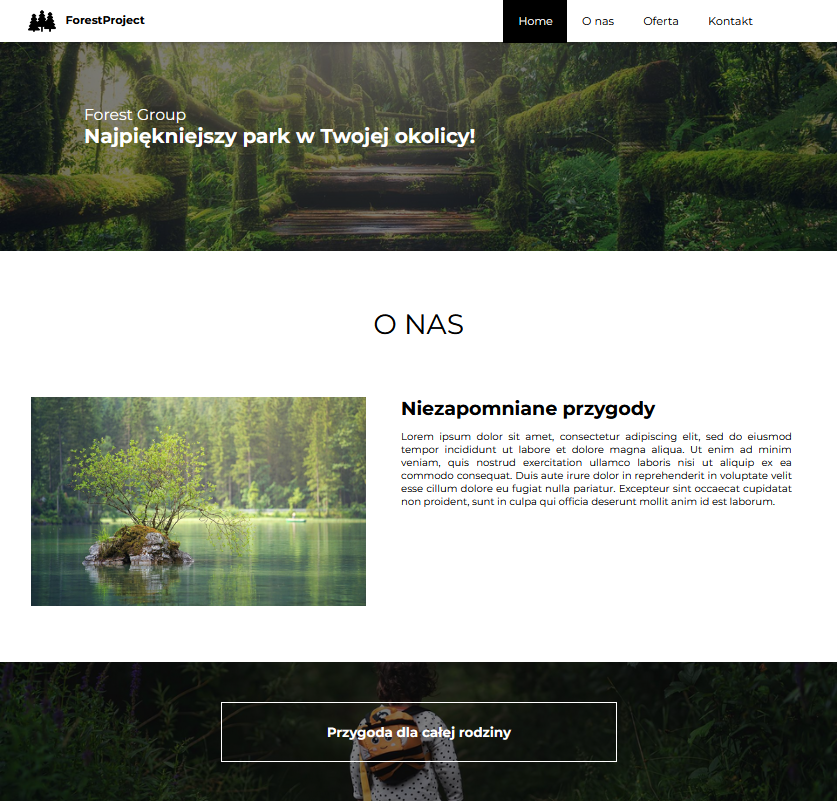 ForestProject
Home O nas Oferta Kontakt
Forest Group
Najpiękniejszy park w Twojej okolicy!
O NAS
Niezapomniane przygody
Lorem ipsum dolor sit amet, consectetur adipiscing elit, sed do eiusmod
tempor incididunt ut labore et dolore magna aliqua. Ut enim ad minim
veniam, quis nostrud exercitation ullamco laboris nisi ut aliquip ex ea
commodo consequat. Duis aute irure dolor in reprehenderit in voluptate velit
esse cillum dolore eu fugiat nulla pariatur. Excepteur sint occaecat cupidatat
non proident, sunt in culpa qui officia deserunt mollit anim id est laborum.
Przygoda dla całej rodziny